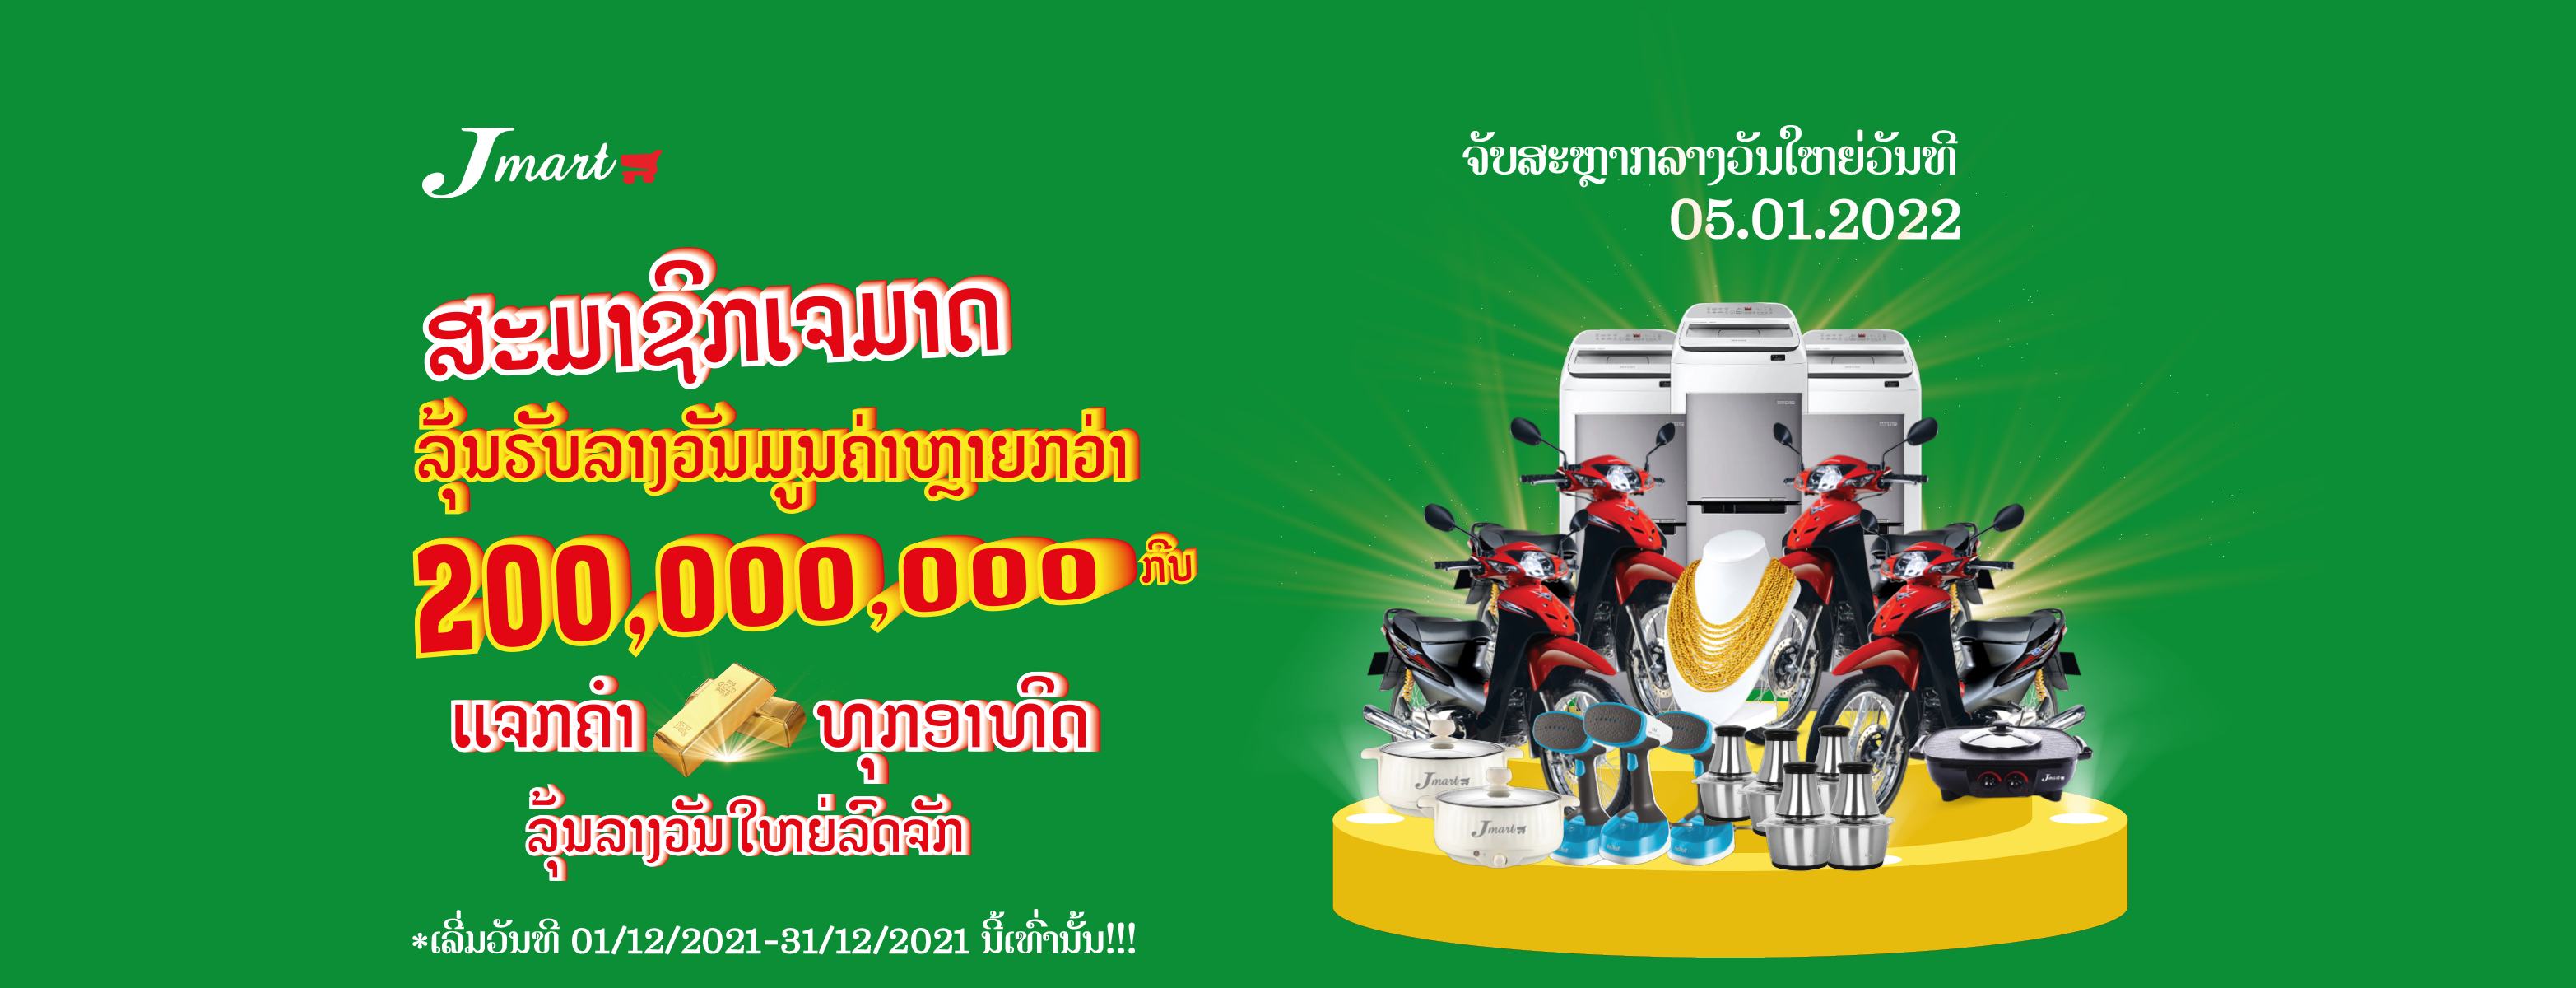 Jmart
ສະມາຊິກເຈມາດ
ລຸ້ນຮັບລາງວັນມູນຄ່າຫຼາຍກວ່າ
200,000,000 ກີບ
ແຈກຄຳ ທຸກອາທິດ
ລຸ້ນລາງວັນ ໃຫຍ່ລົດຈັກ
*ເລີ່ມວັນທີ 01/12/2021-31/12/2021 ນີ້ເທົ່ານັ້ນ!!!
ຈັບສະຫຼາກລາງວັນໃຫຍ່ວັນທີ
05.01.2022
Jmart
Jmart
Jmart